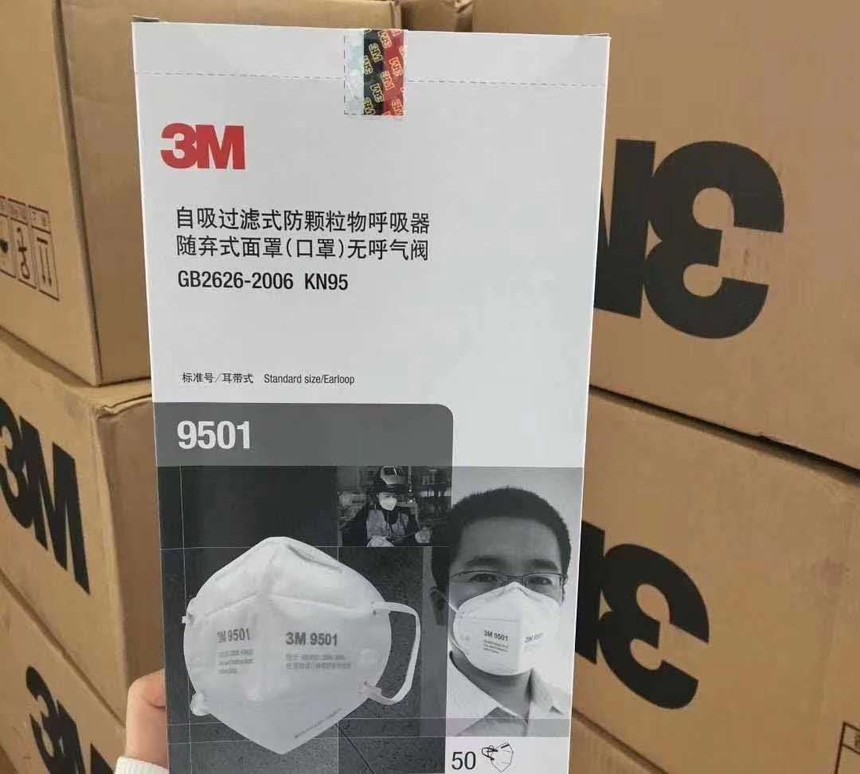 3M
自吸过滤式防颗粒物呼吸器
随弃式面罩(口罩)无呼气阀
GB2626-2006 KN95
标准号/耳带式 Standard size/Earloop
9501
3M 9501
3M 9501
3M 9501
50
3M
3M
3M
3M